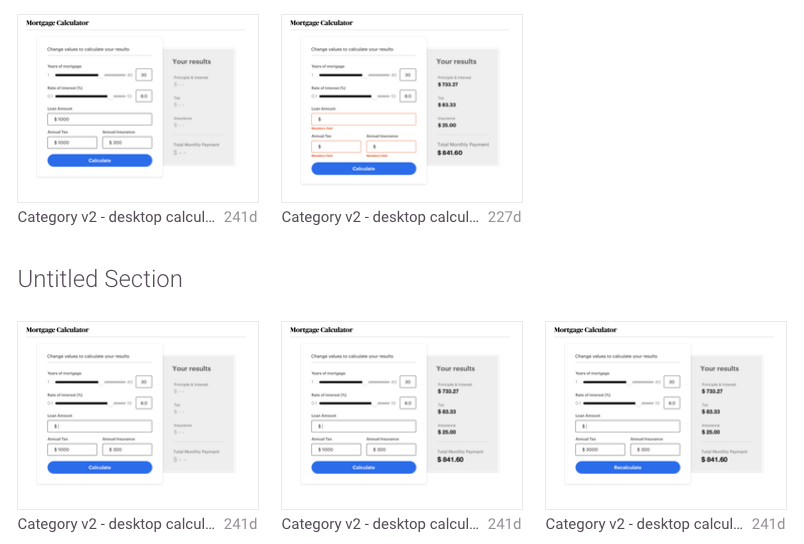 Mortgage Calculator
Change values to calculate your results
Years of mortgage
1 30 30
Rate of Interest (%)
0.1 10 8.0
Loan Amount
$ 1000
Annual Tax Annual Insurance
$ 1000 $ 300
Calculate
Your results
Principle & Interest
$ - -
Tax
$ - -
Insurance
$ - -
Total Monthly Payment
$ - -
Category v2 - desktop calcul... 241d
Mortgage Calculator
Change values to calculate your results
Years of mortgage
1 30 30
Rate of Interest (%)
0.1 10 8.0
Loan Amount
$
Mandatory field
Annual Tax Annual Insurance
$ $
Mandatory field Mandatory field
Calculate
Your results
Principle & Interest
$ 733.27
Tax
$ 83.33
Insurance
$ 25.00
Total Monthly Payment
$ 841.60
Category v2 - desktop calcul... 227d
Untitled Section
Mortgage Calculator
Change values to calculate your results
Years of mortgage
1 30 30
Rate of Interest (%)
0.1 10 8.0
Loan Amount
$ |
Annual Tax Annual Insurance
$ 1000 $ 300
Calculate
Your results
Principle & Interest
$ - -
Tax
$ - -
Insurance
$ - -
Total Monthly Payment
$ - -
Category v2 - desktop calcul... 241d
Mortgage Calculator
Change values to calculate your results
Years of mortgage
1 30 30
Rate of Interest (%)
0.1 10 8.0
Loan Amount
$ |
Annual Tax Annual Insurance
$ 1000 $ 300
Calculate
Your results
Principle & Interest
$ 733.27
Tax
$ 83.33
Insurance
$ 25.00
Total Monthly Payment
$ 841.60
Category v2 - desktop calcul... 241d
Mortgage Calculator
Change values to calculate your results
Years of mortgage
1 30 30
Rate of Interest (%)
0.1 10 8.0
Loan Amount
$ |
Annual Tax Annual Insurance
$ 1000 $ 300
Recalculate
Your results
Principle & Interest
$ 733.27
Tax
$ 83.33
Insurance
$ 25.00
Total Monthly Payment
$ 841.60
Category v2 - desktop calcul... 241d